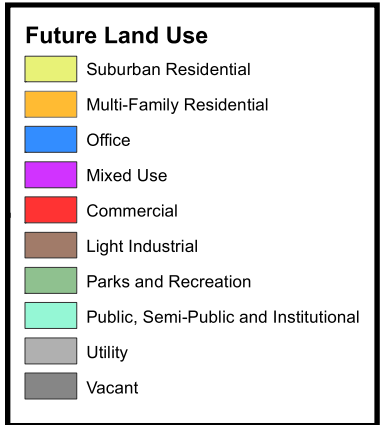 Future Land Use
Suburban Residential
Multi-Family Residential
Office
Mixed Use
Commercial
Light Industrial
Parks and Recreation
Public, Semi-Public and Institutional
Utility
Vacant